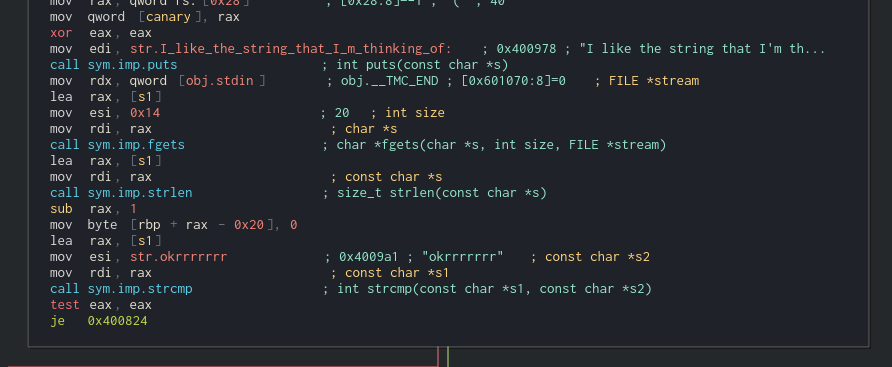 mov rax, qword fs:[0x28] ; [0x28:8]==-1 ; '(' ; 40
mov qword [canary], rax
xor eax, eax
mov edi, str.I_like_the_string_that_I_m_thinking_of: ; 0x400978 ; "I like the string that I'm th...
call sym.imp.puts ; int puts(const char *s)
mov rdx, qword [obj.stdin] ; obj.__TMC_END ; [0x601070:8]=0 ; FILE *stream
lea rax, [s1]
mov esi, 0x14 ; 20 ; int size
mov rdi, rax ; char *s
call sym.imp.fgets ; char *fgets(char *s, int size, FILE *stream)
lea rax, [s1]
mov rdi, rax ; const char *s
call sym.imp.strlen ; size_t strlen(const char *s)
sub rax, 1
mov byte [rbp + rax - 0x20], 0
lea rax, [s1]
mov esi, str.okrrrrrrr ; 0x4009a1 ; "okrrrrrrr" ; const char *s2
mov rdi, rax ; const char *s1
call sym.imp.strcmp ; int strcmp(const char *s1, const char *s2)
test eax, eax
je 0x400824